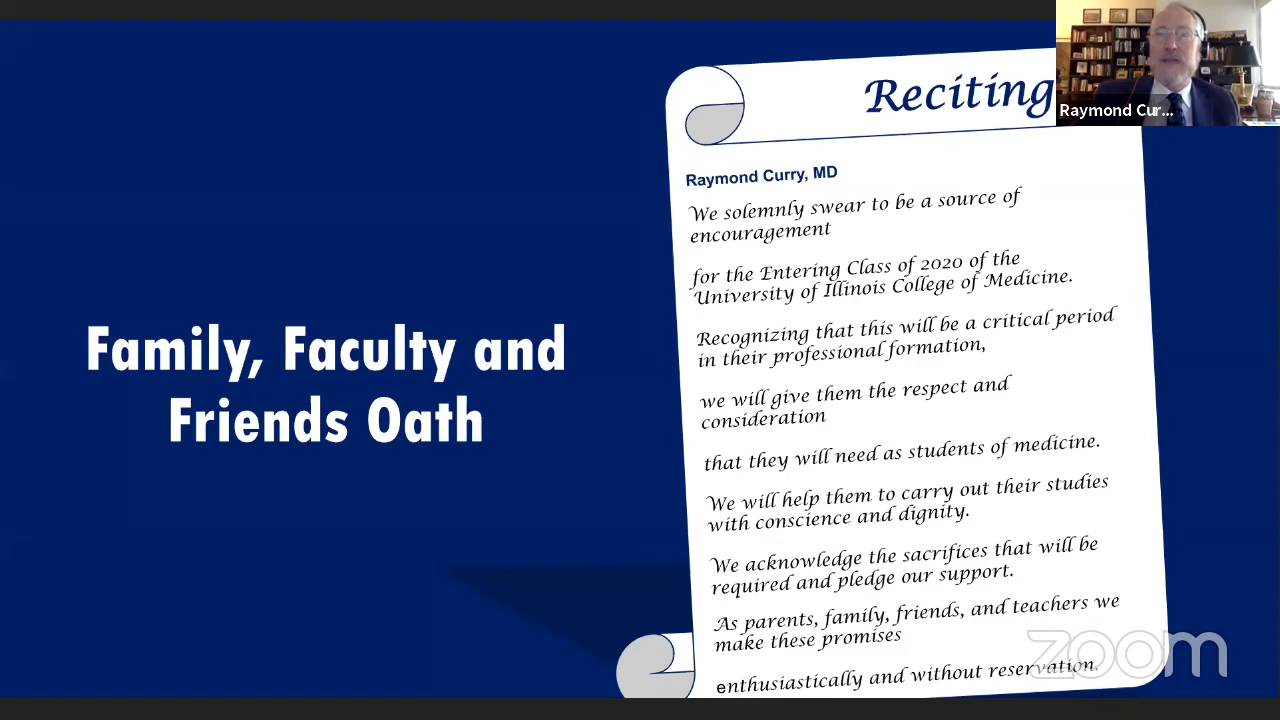 Reciting
Raymond Cur...
Raymond Curry, MD
We solemnly swear to be a source of
encouragement
for the Entering Class of 2020 of the
University of Illinois College of Medicine.
Recognizing that this will be a critical period
in their professional formation,
we will give them the respect and
consideration
that they will need as students of medicine.
We will help them to carry out their studies
with conscience and dignity.
We acknowledge the sacrifices that will be
required and pledge our support.
As parents, family, friends, and teachers we
make these promises
enthusiastically and without reservation.
Family, Faculty and
Friends Oath
zoom